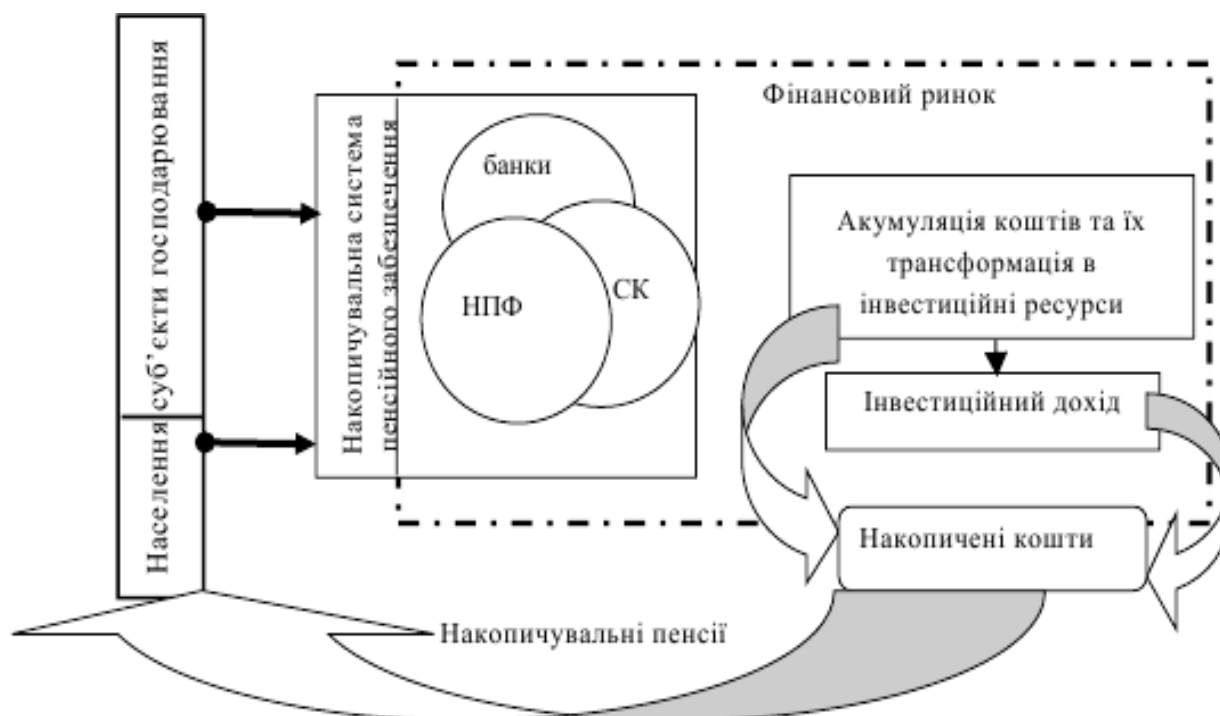 Населення
суб'єкти господарювання
Накопичувальна система
пенсійного забезпечення
банки
НПФ
СК
Фінансовий ринок
Акумуляція коштів та їх
трансформація в
інвестиційні ресурси
Інвестиційний дохід
Накопичені кошти
Накопичувальні пенсії